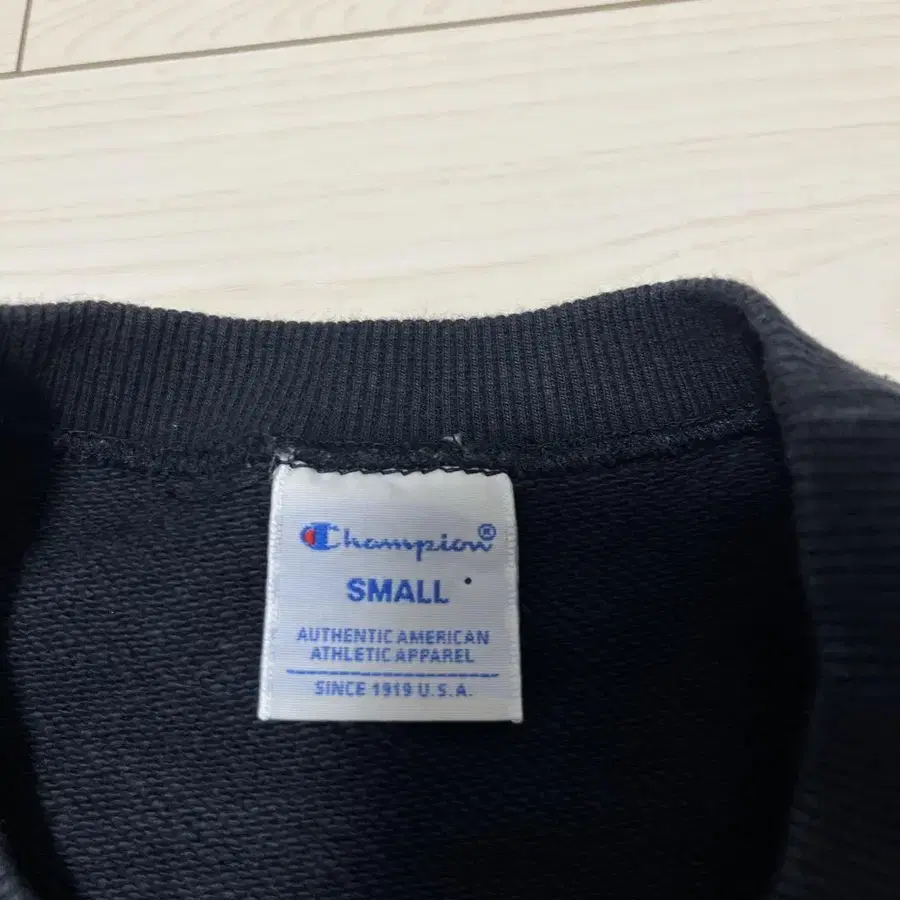 Champion®
SMALL
AUTHENTIC AMERICAN
ATHLETIC APPAREL
SINCE 1919 U.S.A.